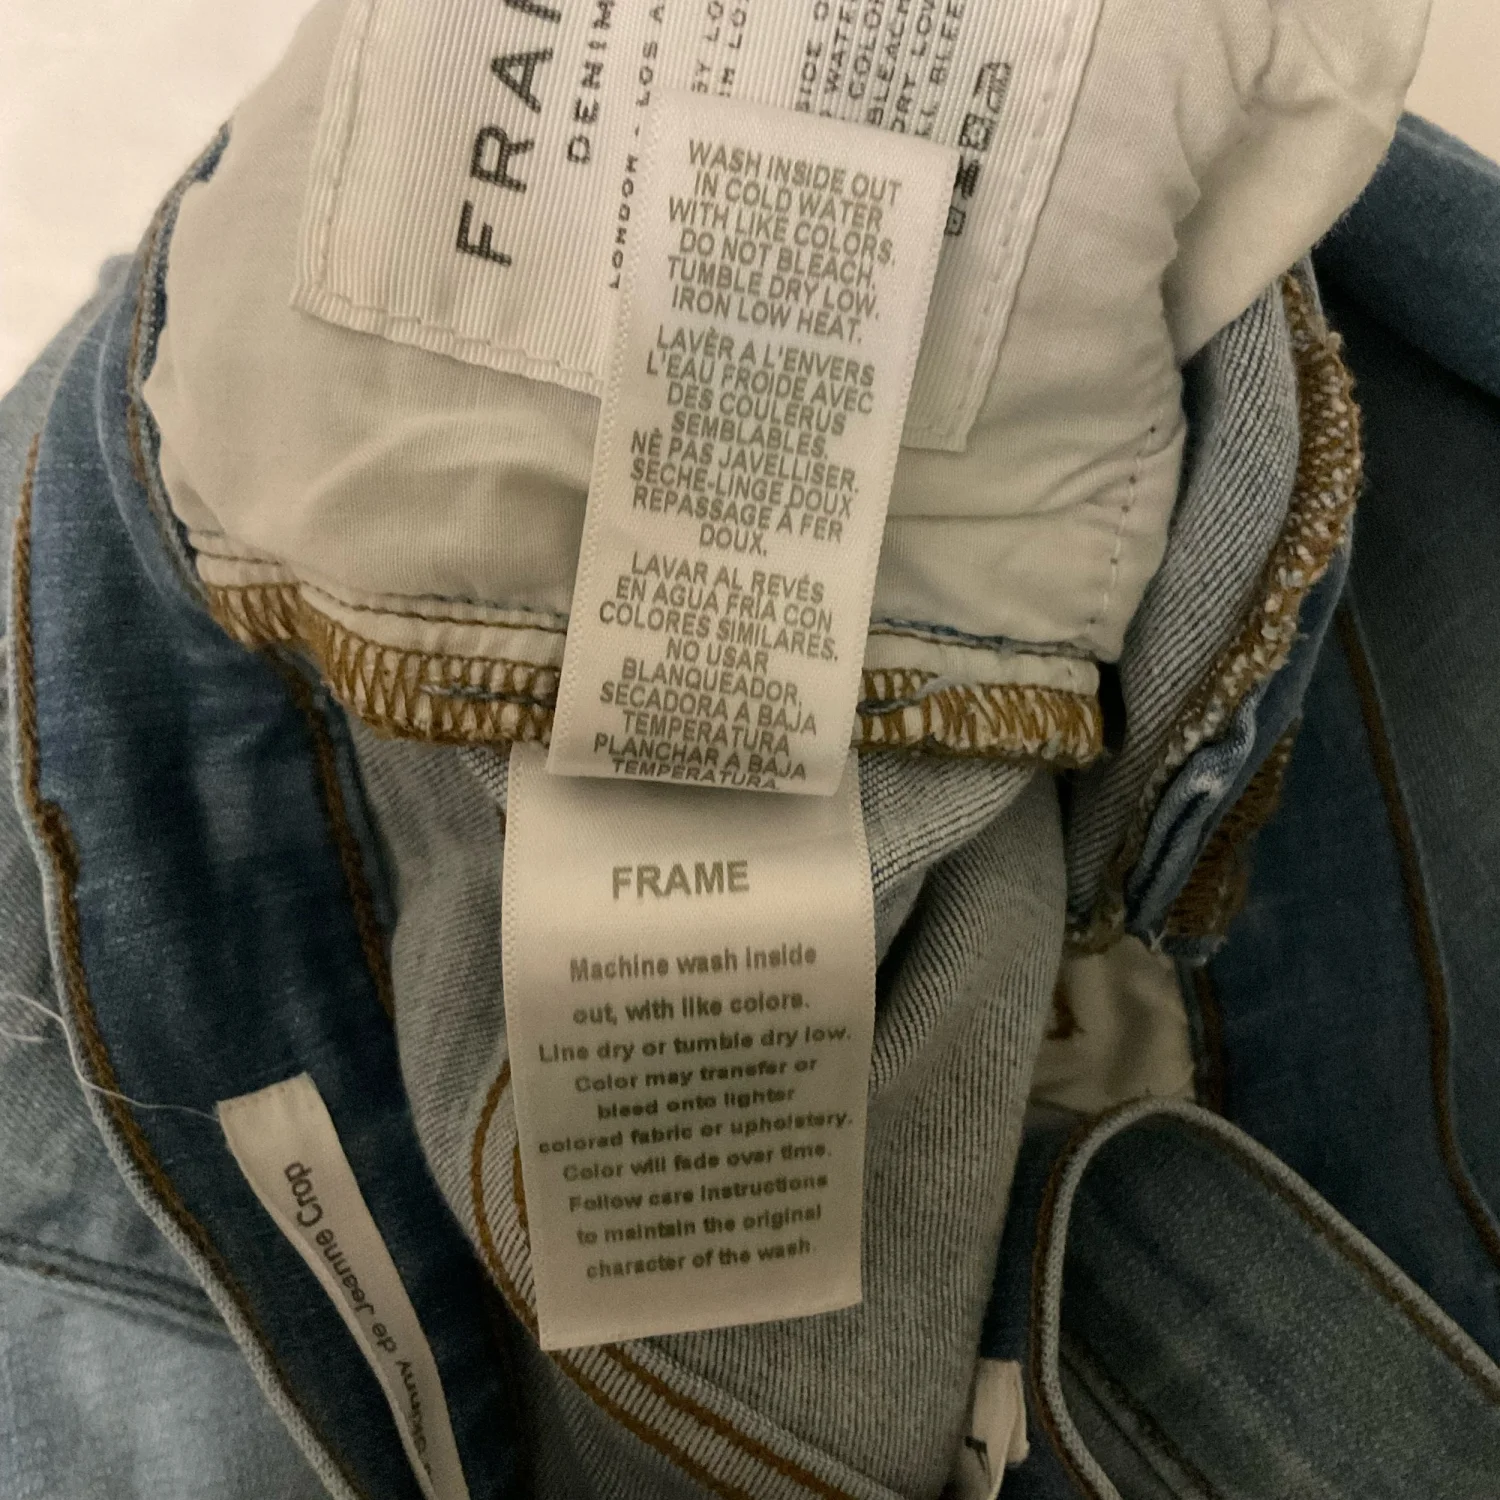 DENIM
WASH INSIDE OUT
IN COLD WATER
WITH LIKE COLORS.
DO NOT BLEACH.
TUMBLE DRY LOW.
IRON LOW HEAT.
LAVÈR A L'ENVERS
L'EAU FROIDE AVEC
DES COULERUS
SEMBLABLES.
NÈ PAS JAVELLISER.
SÈCHE-LINGE DOUX
REPASSAGE À FER
DOUX.
LAVAR AL REVÉS
EN AGUA FRÍA CON
COLORES SIMILARES.
NO USAR
BLANQUEADOR,
SECADORA A BAJA
TEMPERATURA
PLANCHAR A BAJA
TEMPERATURA.
FRAME
Machine wash inside
out, with like colors.
Line dry or tumble dry low.
Color may transfer or
bleed onto lighter
colored fabric or upholstery.
Color will fade over time.
Follow care instructions
to maintain the original
character of the wash.
Skinny de Jeanne Crop